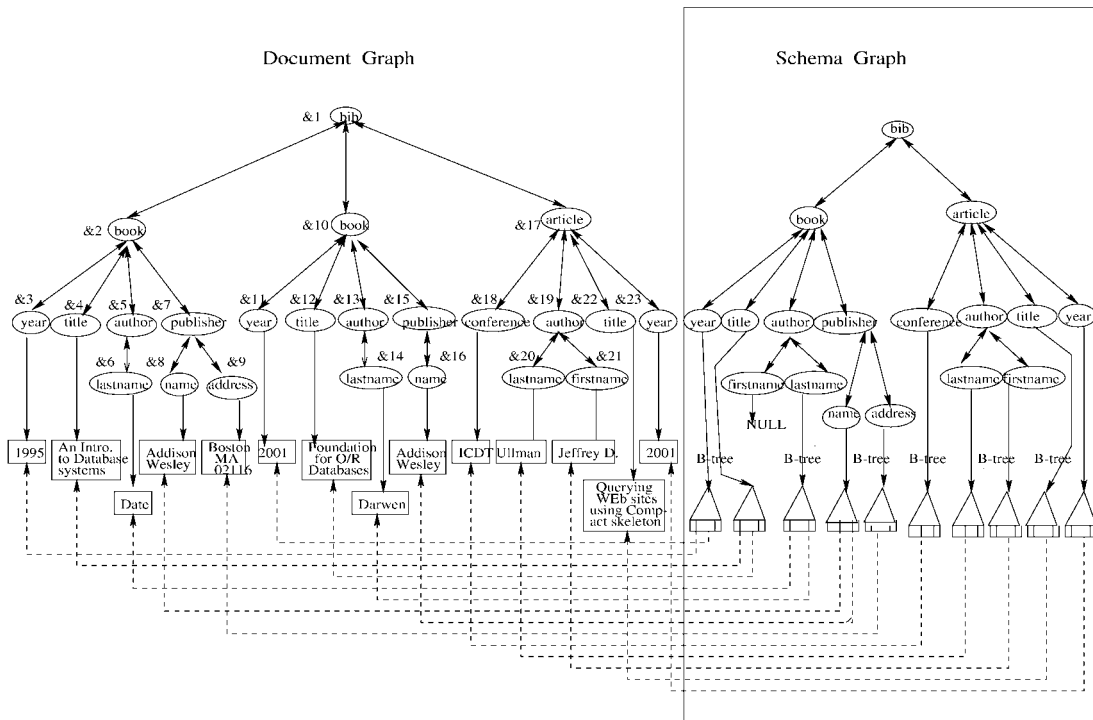 Document Graph
Schema Graph
&1 bib
bib
&2 book
&10 book
&17 article
book
article
&3 &4 &5 &7 &11 &12 &13 &15 &18 &19 &22 &23
year title author publisher year title author publisher conference author title year
year title author publisher conference author title year
&6 &8 &9 &14 &16 &20 &21
lastname name address lastname name lastname firstname
firstname lastname lastname firstname
name address
NULL
1995
An Intro.
to Database
systems
Addison
Wesley
Boston
MA
02116
2001
Foundation
for O/R
Databases
Addison
Wesley
ICDT
Ullman
Jeffrey D.
2001
Date
Darwen
Querying
WEb sites
using Comp-
act skeleton
B-tree B-tree B-tree B-tree B-tree B-tree